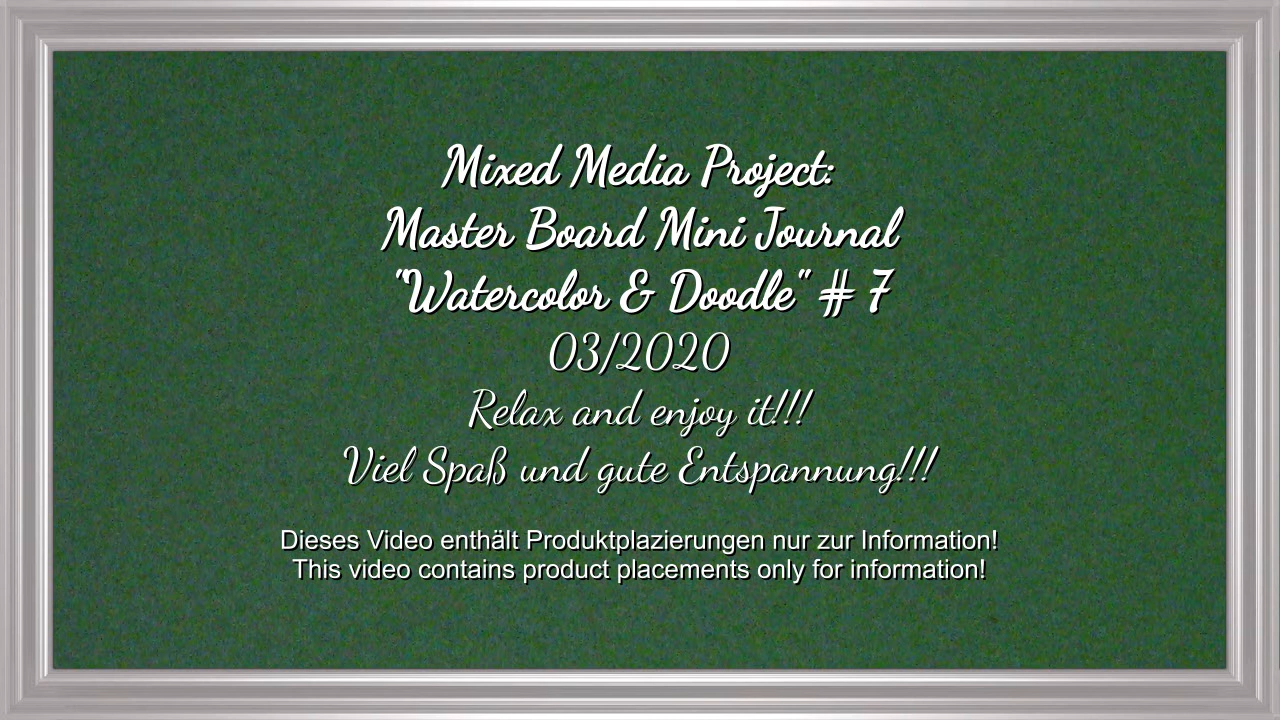 Mixed Media Project:
Master Board Mini Journal
"Watercolor & Doodle" # 7
03/2020
Relax and enjoy it!!!
Viel Spaß und gute Entspannung!!!
Dieses Video enthält Produktplazierungen nur zur Information!
This video contains product placements only for information!